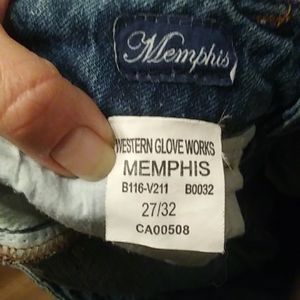 Memphis
WESTERN GLOVE WORKS
MEMPHIS
B116-V211 B0032
27/32
CA00508